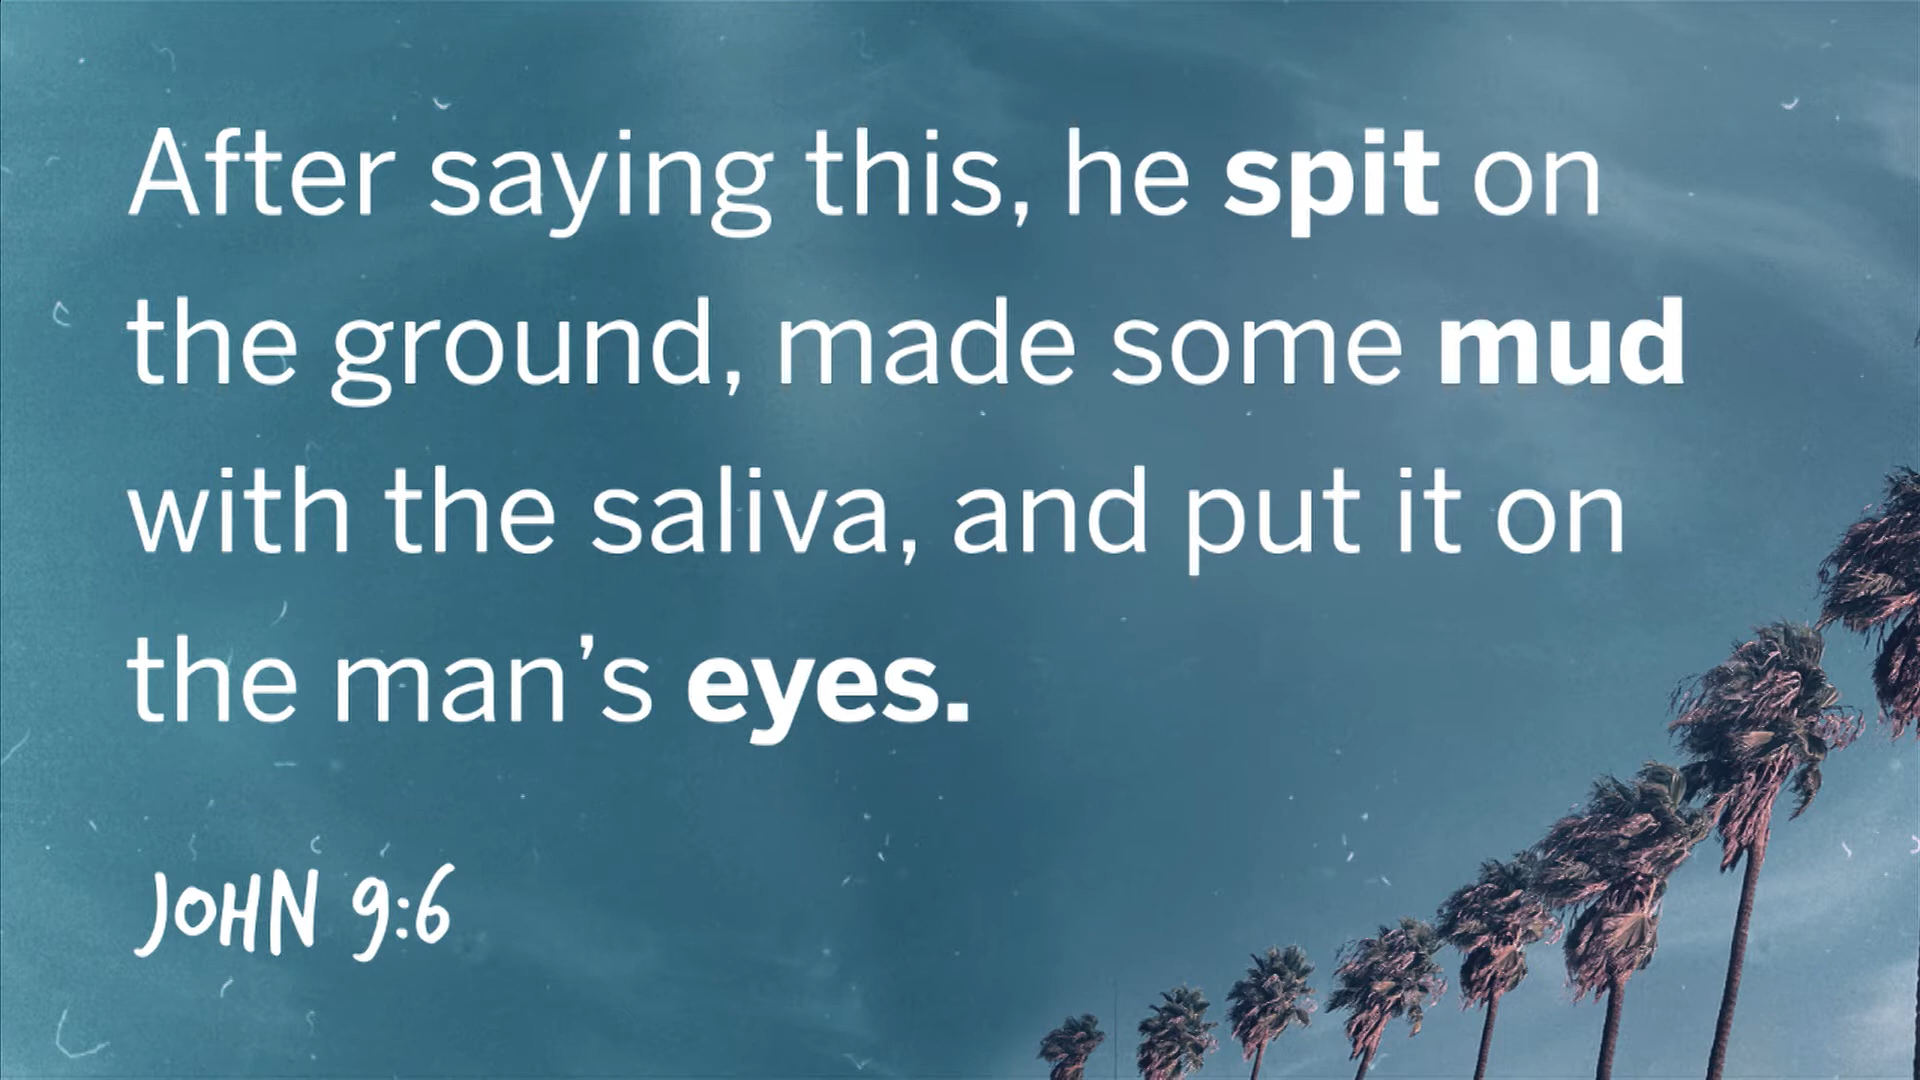 After saying this, he spit on
the ground, made some mud
with the saliva, and put it on
the man’s eyes.
JOHN 9:6